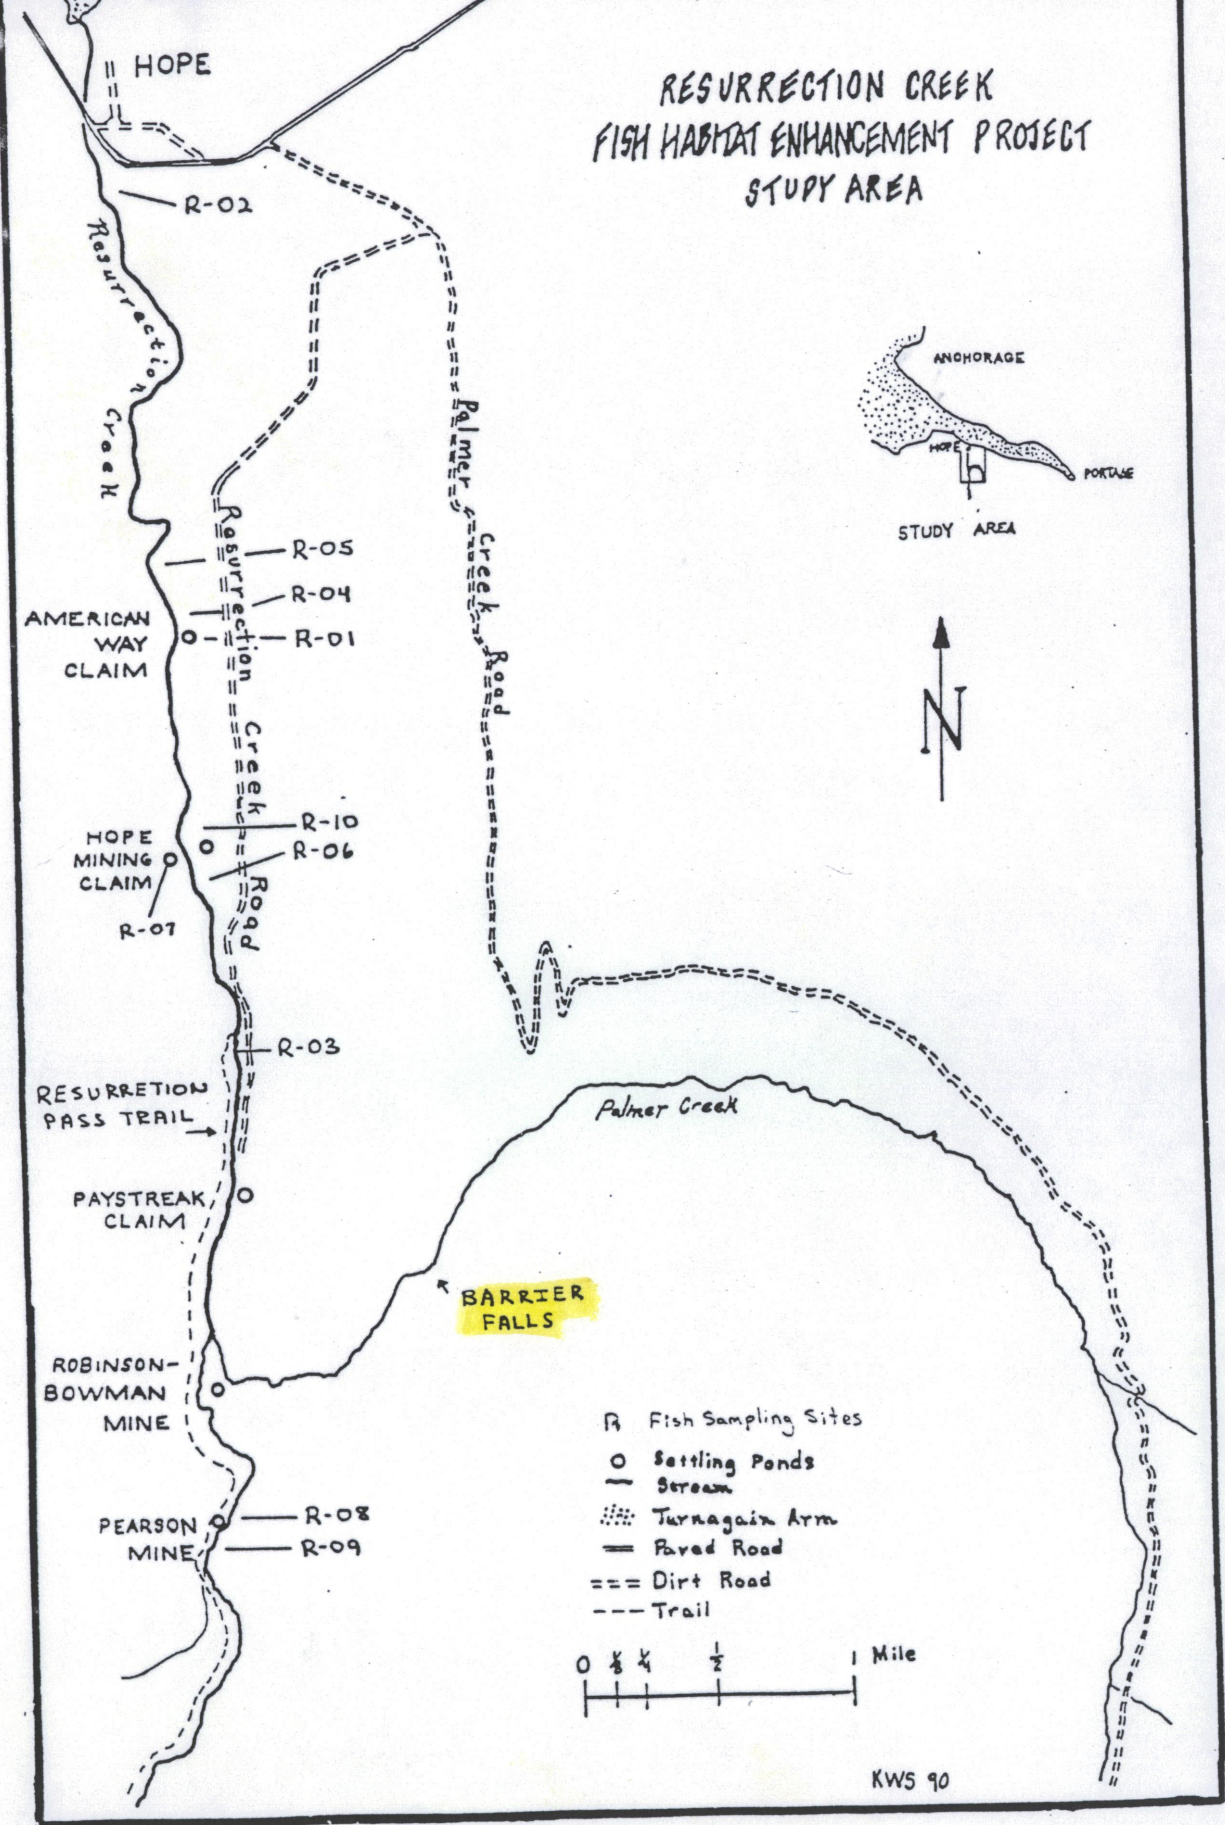 HOPE
RESURRECTION CREEK
FISH HABITAT ENHANCEMENT PROJECT
STUDY AREA
R-02
Resurrection Creek
ANCHORAGE
HOPE
PORTAGE
STUDY AREA
Palmer Creek Road
Resurrection Creek Road
R-05
R-04
R-01
AMERICAN
WAY
CLAIM
N
R-10
R-06
HOPE
MINING
CLAIM
R-07
R-03
RESURRETION
PASS TRAIL
Palmer Creek
PAYSTREAK
CLAIM
BARRIER
FALLS
ROBINSON-
BOWMAN
MINE
R Fish Sampling Sites
Settling Ponds
Stream
Turnagain Arm
Paved Road
Dirt Road
Trail
PEARSON
MINE
R-08
R-09
0 1/8 1/4 1/2 1 Mile
KWS 90